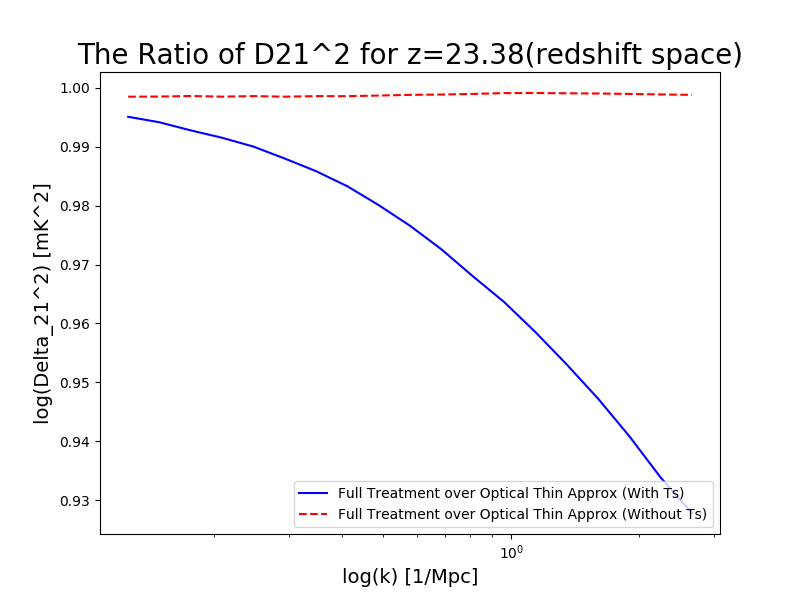 The Ratio of D21^2 for z=23.38(redshift space)
log(Delta_21^2) [mK^2]
1.00
0.99
0.98
0.97
0.96
0.95
0.94
0.93
Full Treatment over Optical Thin Approx (With Ts)
Full Treatment over Optical Thin Approx (Without Ts)
10^0
log(k) [1/Mpc]